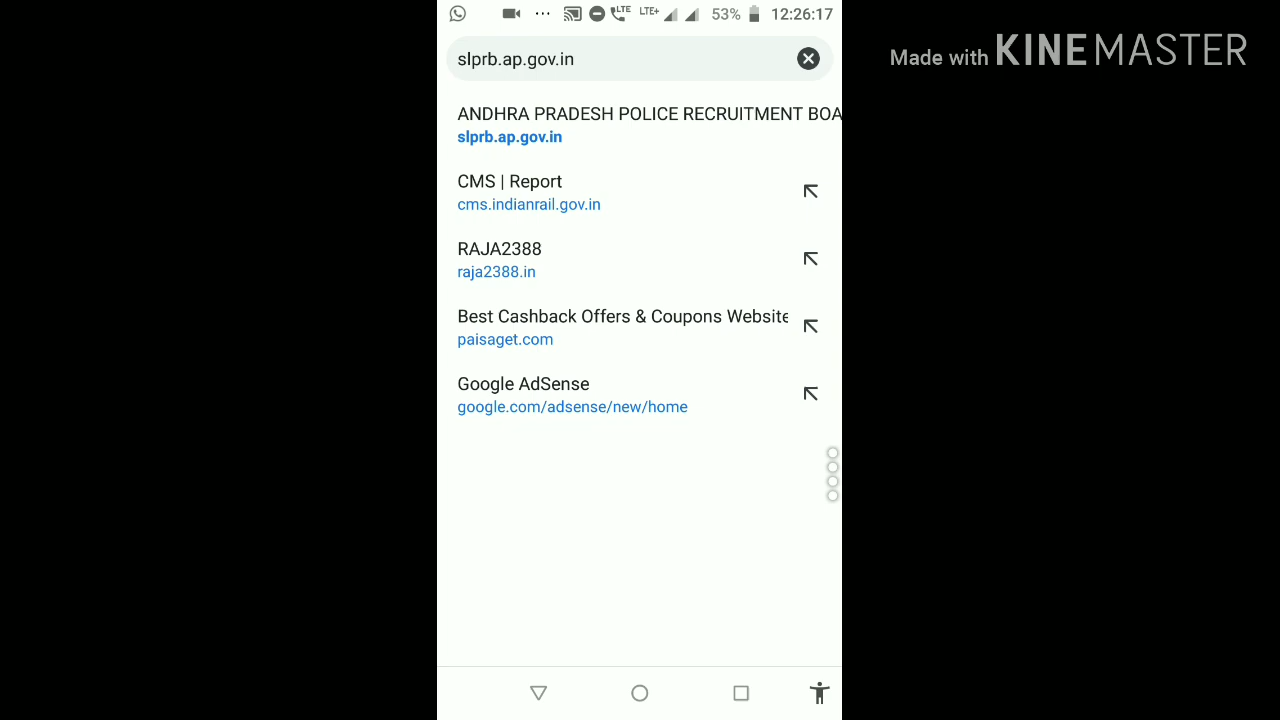 LTE LTE+ 53% 12:26:17
slprb.ap.gov.in
Made with KINEMASTER
ANDHRA PRADESH POLICE RECRUITMENT BOA
slprb.ap.gov.in
CMS | Report
cms.indianrail.gov.in
RAJA2388
raja2388.in
Best Cashback Offers & Coupons Website
paisaget.com
Google AdSense
google.com/adsense/new/home